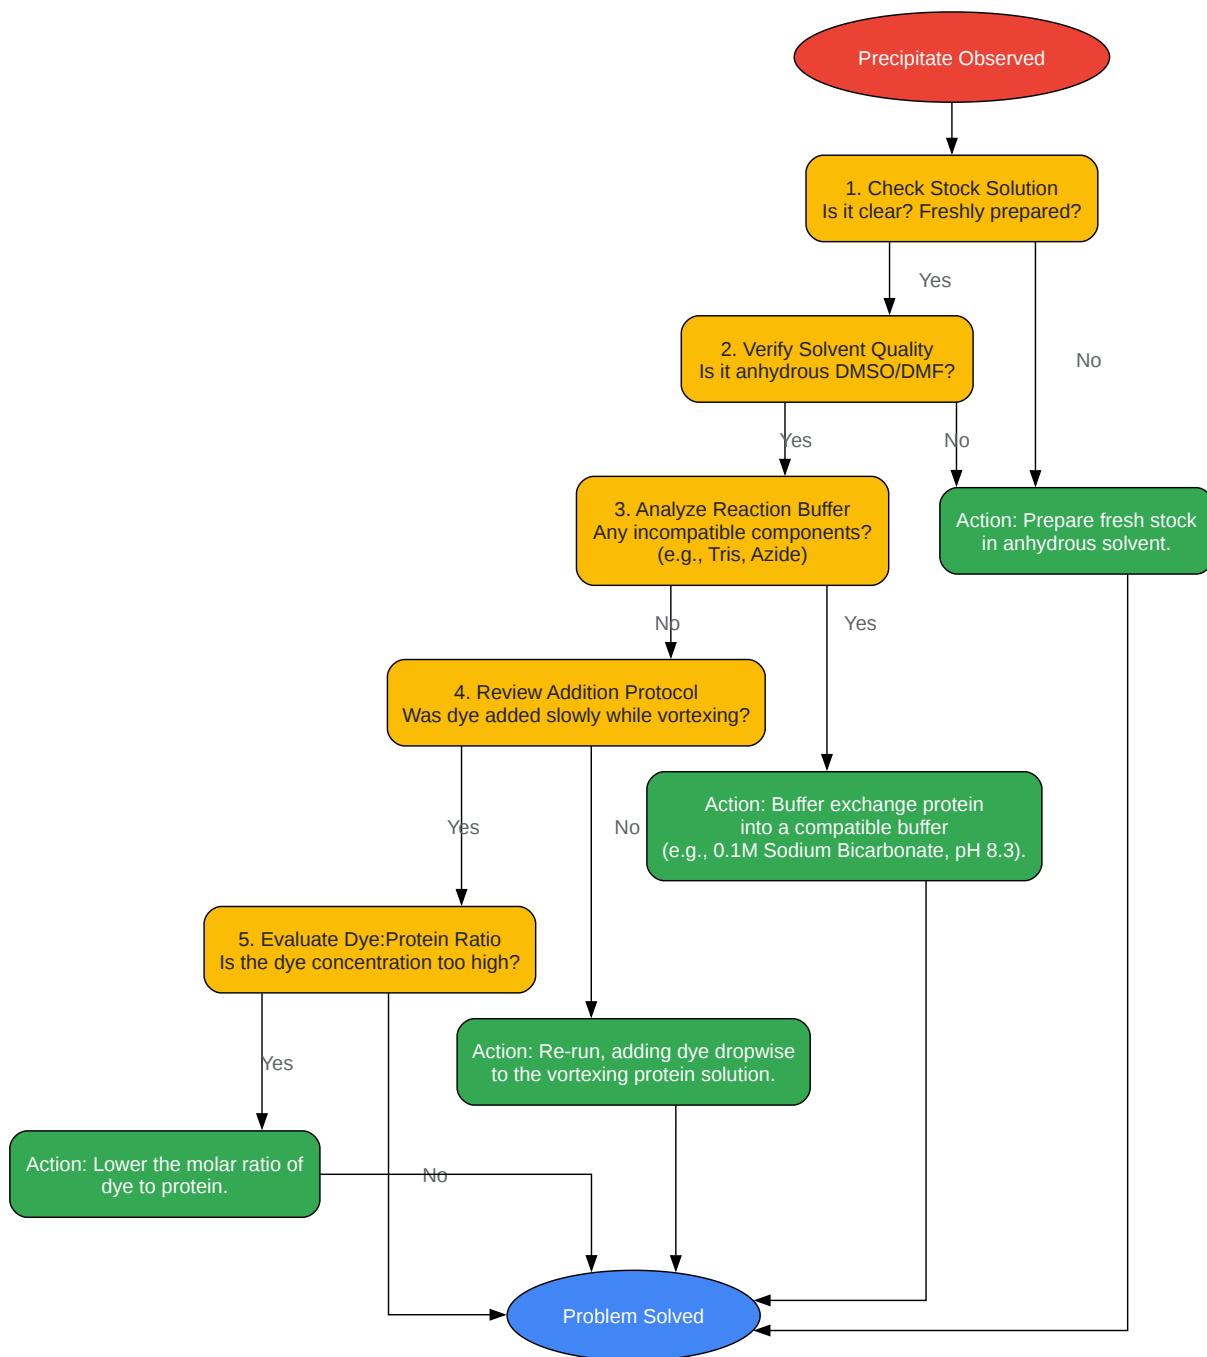 Precipitate Observed
1. Check Stock Solution
Is it clear? Freshly prepared?
Yes
No
2. Verify Solvent Quality
Is it anhydrous DMSO/DMF?
Yes
No
3. Analyze Reaction Buffer
Any incompatible components?
(e.g., Tris, Azide)
Action: Prepare fresh stock
in anhydrous solvent.
No
Yes
4. Review Addition Protocol
Was dye added slowly while vortexing?
Yes
No
Action: Buffer exchange protein
into a compatible buffer
(e.g., 0.1M Sodium Bicarbonate, pH 8.3).
5. Evaluate Dye:Protein Ratio
Is the dye concentration too high?
Yes
Action: Re-run, adding dye dropwise
to the vortexing protein solution.
Action: Lower the molar ratio of
dye to protein.
No
Problem Solved